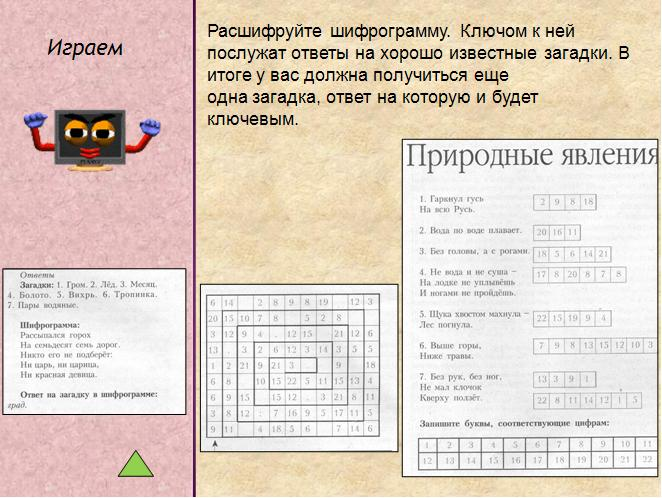 Играем
Расшифруйте шифрограмму. Ключом к ней
послужат ответы на хорошо известные загадки. В
итоге у вас должна получиться еще
одна загадка, ответ на которую и будет
ключевым.
Ответы
Загадки: 1. Гром. 2. Лёд. 3. Месяц.
4. Болото. 5. Вихрь. 6. Тропинка.
7. Пары водяные.
Шифрограмма:
Рассыпался горох
На семьдесят семь дорог.
Никто его не подберёт:
Ни царь, ни царица,
Ни красная девица.
Ответ на загадку в шифрограмме:
град.
6 14 2 8 9 8 19 12 3
20 15 10 7 8 5 2 8
3 12 9 4 . 12 15 21 12 6
13 . 3 2 6 12 3 14 3 5 5
1 3 9 21 9 3 9 18
6 8 10 15 22 5 11 15 13 4
6 9 15 15 12 . 3 21 8 11
3 8 12 : 7 16 9 5 7 11 5
9 11 4 18 5 6 7 14 6
Природные явления
1. Гаркнул гусь
На всю Русь.
2 9 8 18
2. Вода по воде плавает.
20 16 11
3. Без головы, а с рогами.
18 5 6 14 21
4. Не вода и не суша –
На лодке не уплывёшь
И ногами не пройдёшь.
17 8 20 8 7 8
5. Щука хвостом махнула –
Лес погнула.
22 15 19 9 4
6. Выше горы,
Ниже травы.
7 9 8 13 15 12 10 3
7. Без рук, без ног,
Не мал клочок
Кверху ползёт.
13 3 9 1
22 8 11 14 12 1 5
Запишите буквы, соответствующие цифрам:
1 2 3 4 5 6 7 8 9 10 11
12 13 14 15 16 17 18 19 20 21 22